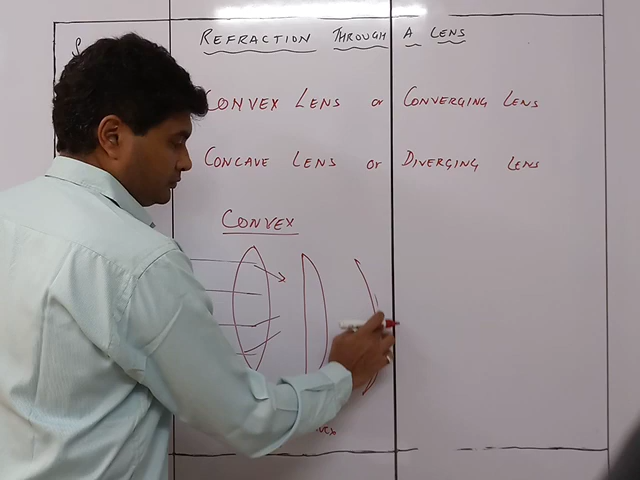 REFRACTION THROUGH A LENS
CONVEX LENS or CONVERGING LENS
CONCAVE LENS or DIVERGING LENS
CONVEX